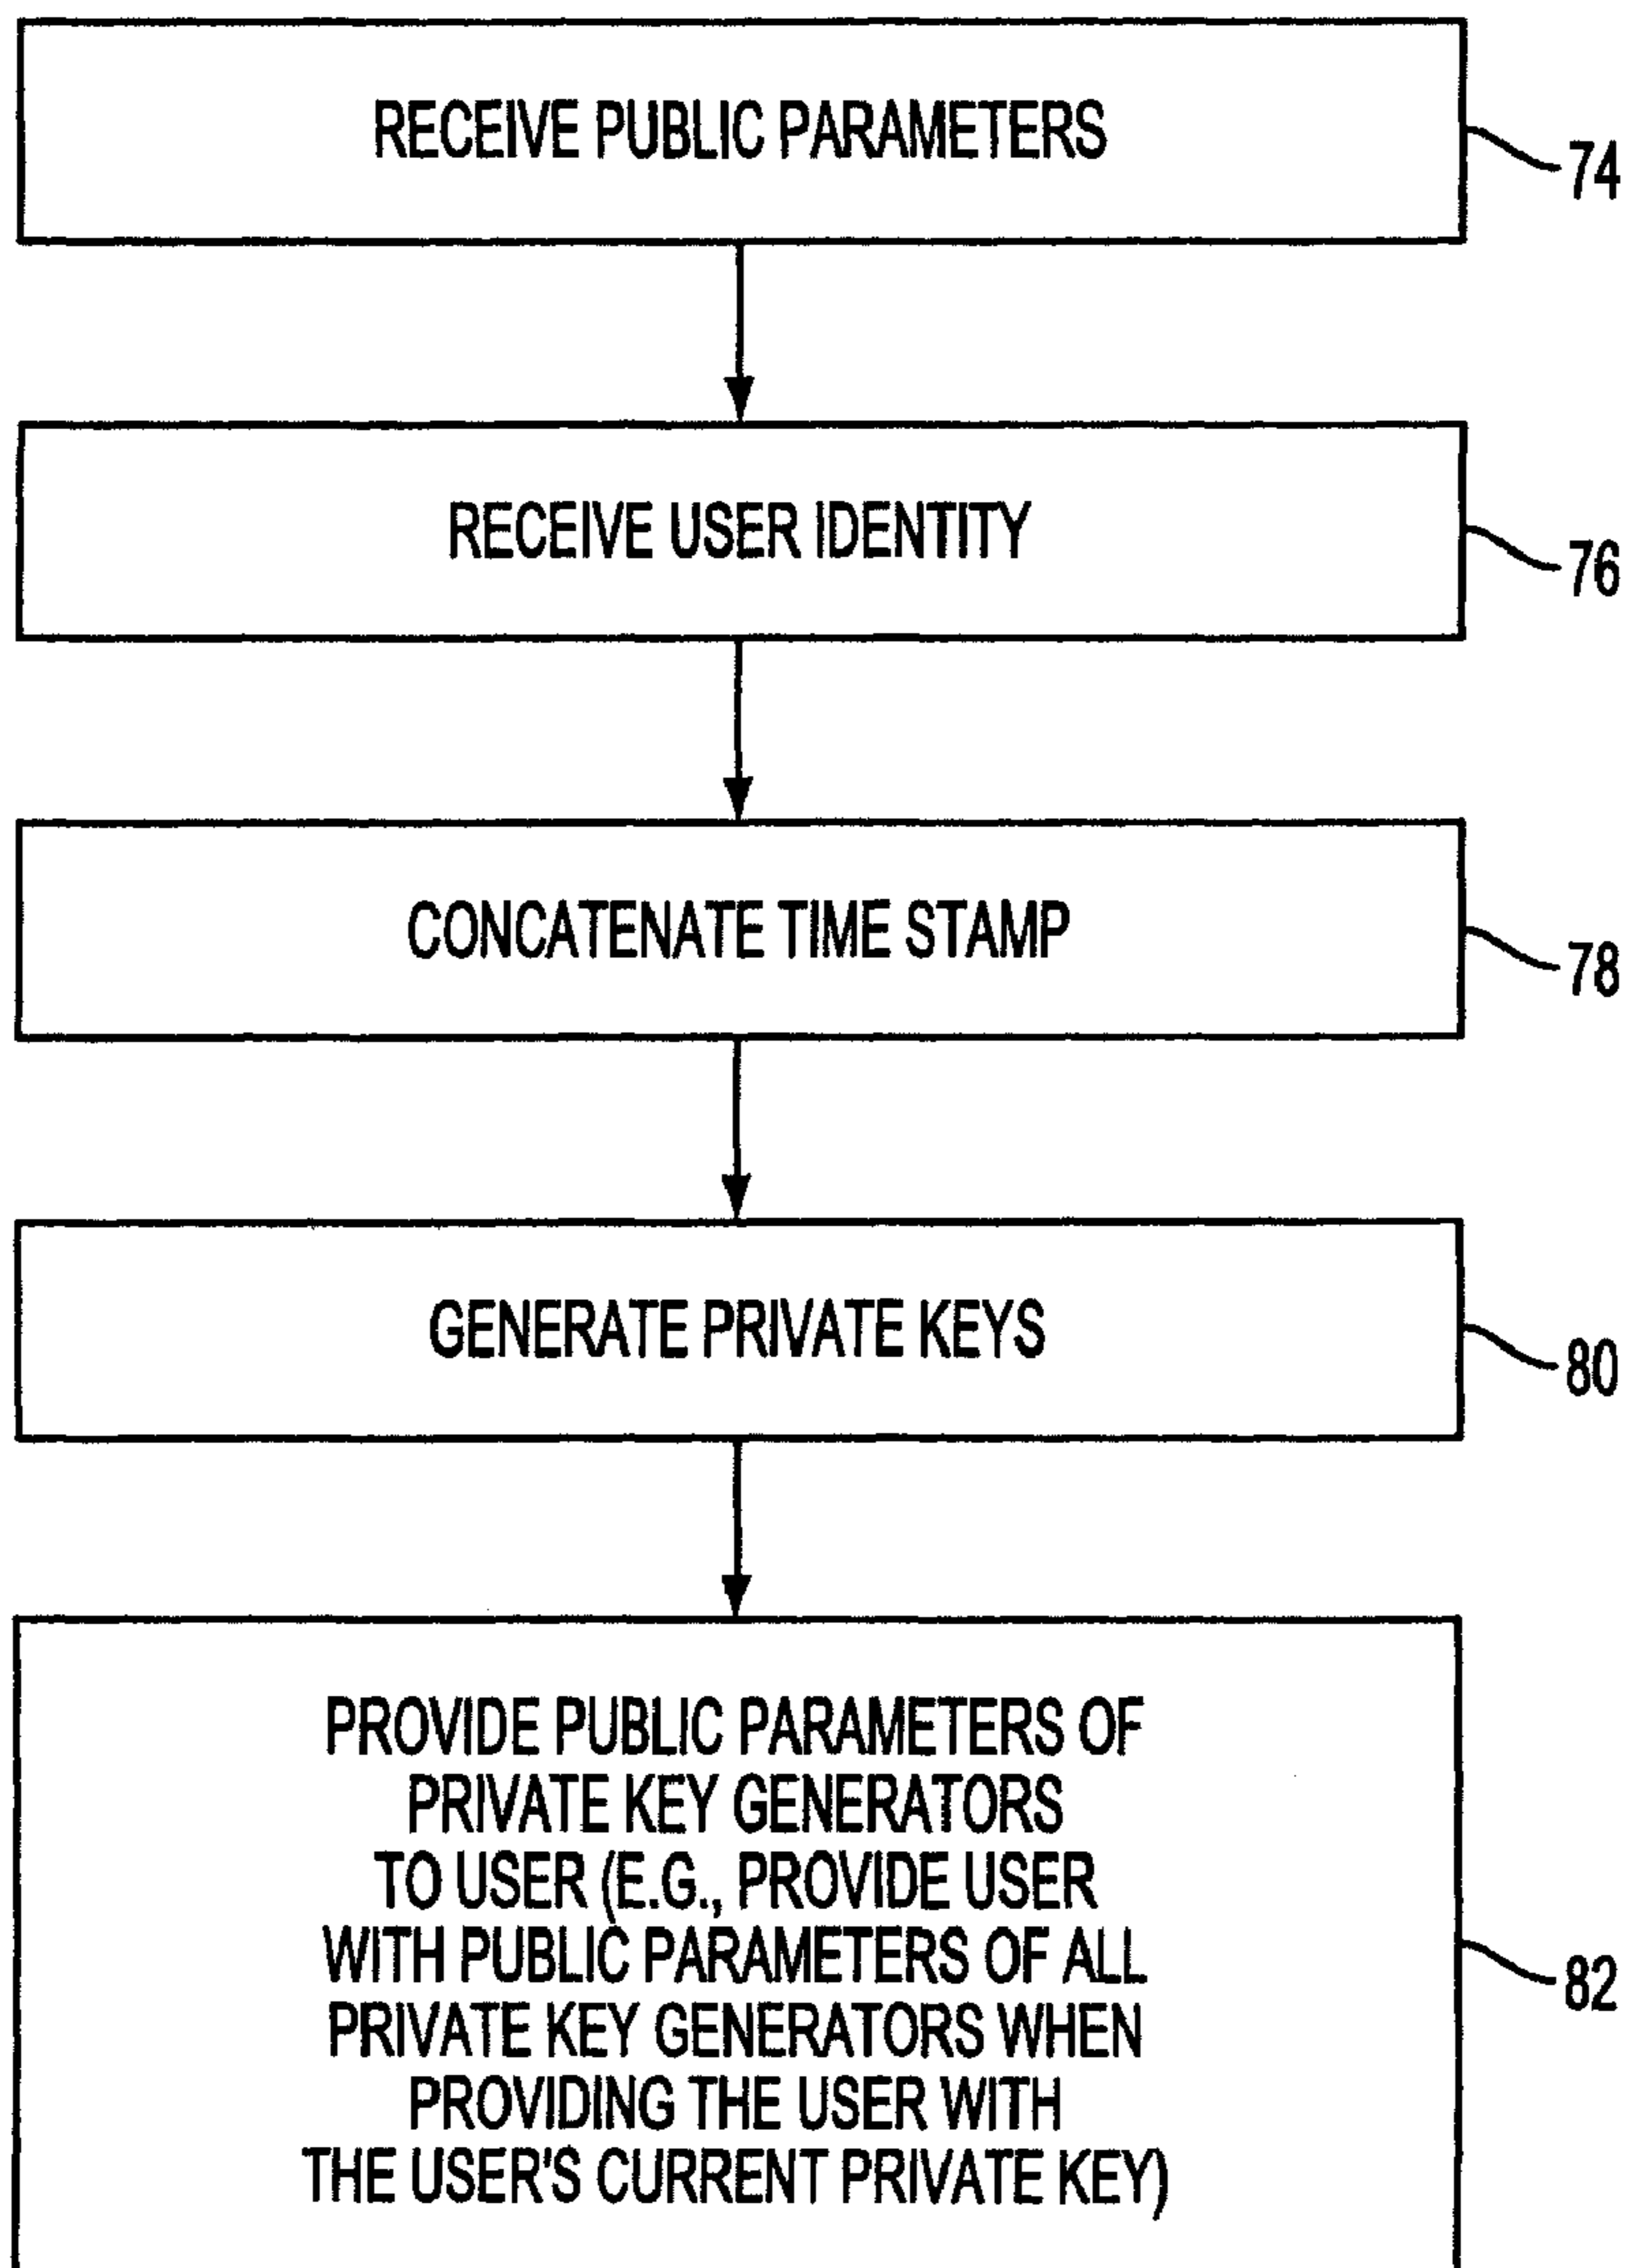 RECEIVE PUBLIC PARAMETERS
74
RECEIVE USER IDENTITY
76
CONCATENATE TIME STAMP
78
GENERATE PRIVATE KEYS
80
PROVIDE PUBLIC PARAMETERS OF
PRIVATE KEY GENERATORS
TO USER (E.G., PROVIDE USER
WITH PUBLIC PARAMETERS OF ALL
PRIVATE KEY GENERATORS WHEN
PROVIDING THE USER WITH
THE USER'S CURRENT PRIVATE KEY)
82